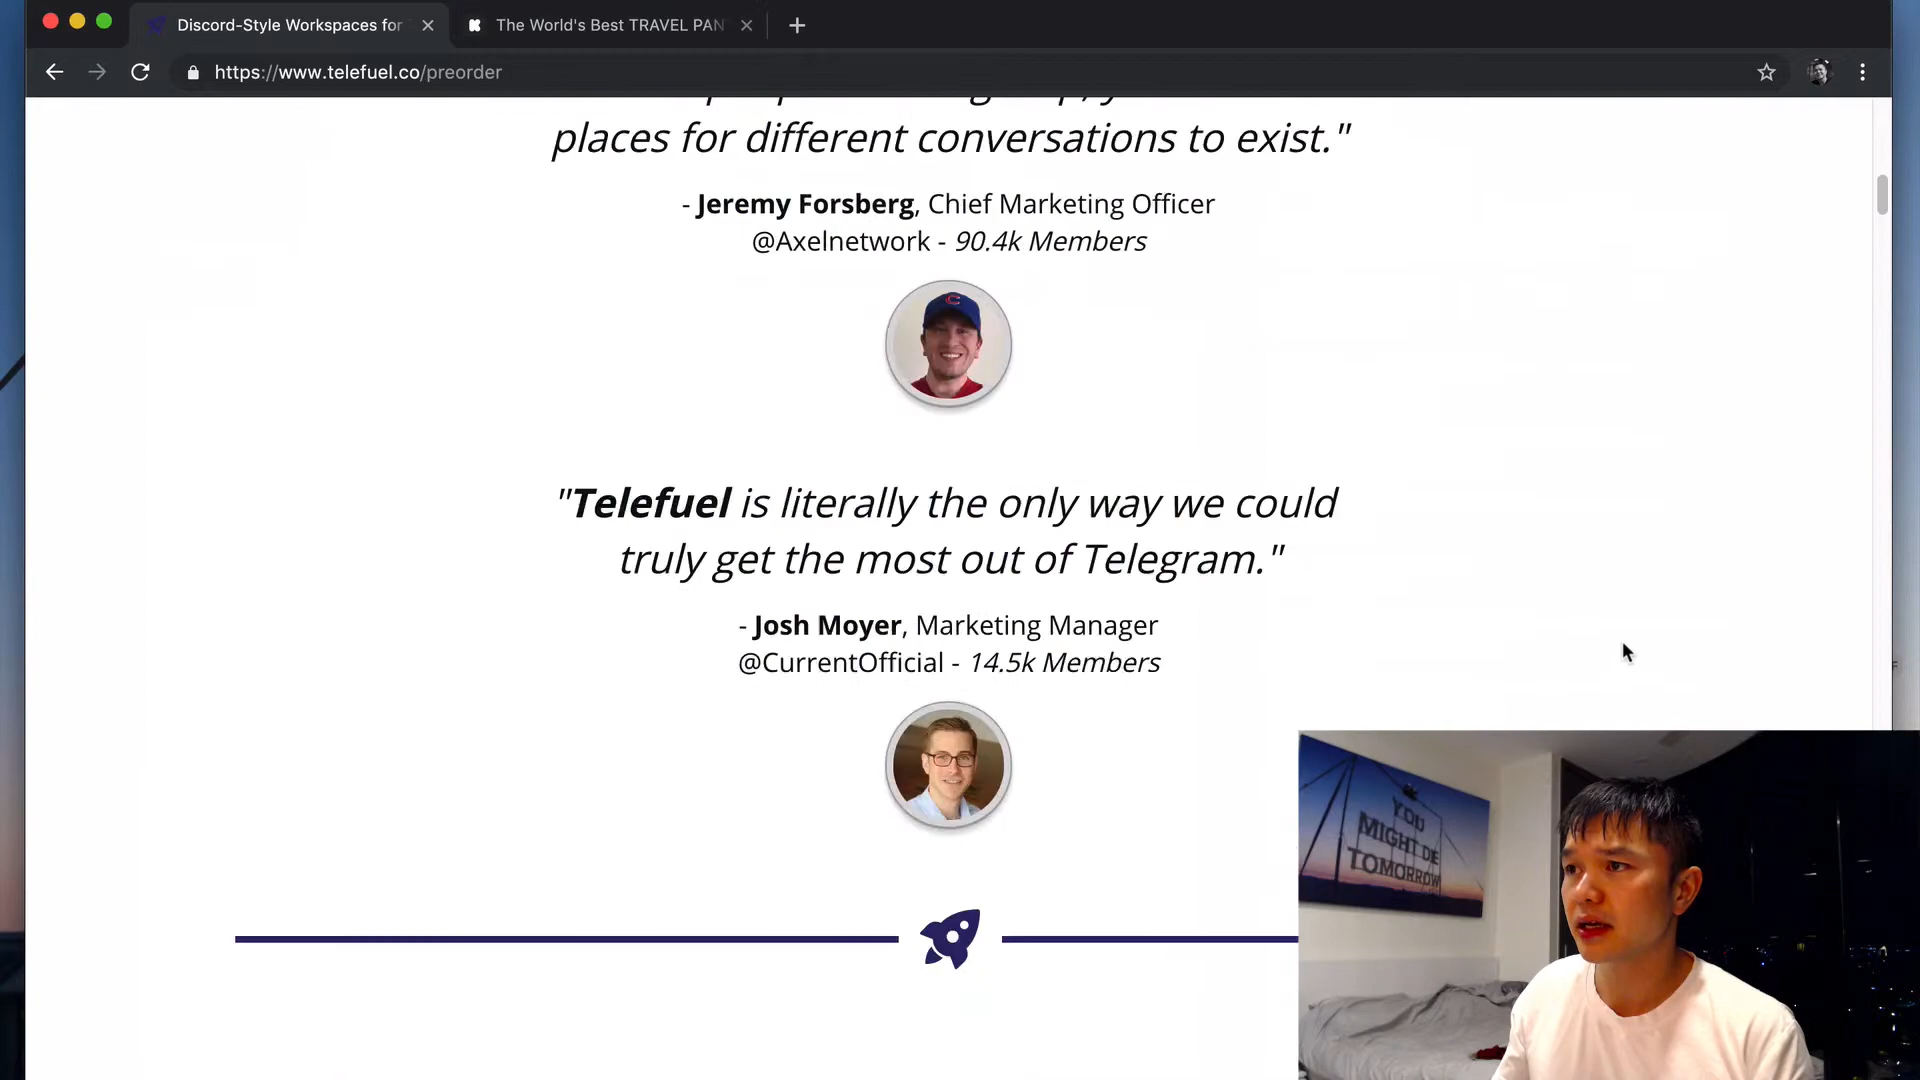 Discord-Style Workspaces for
The World's Best TRAVEL PAN
https://www.telefuel.co/preorder
places for different conversations to exist."
- Jeremy Forsberg, Chief Marketing Officer
@Axelnetwork - 90.4k Members
"Telefuel is literally the only way we could
truly get the most out of Telegram."
- Josh Moyer, Marketing Manager
@CurrentOfficial - 14.5k Members
YOU
MIGHT DIE
TOMORROW